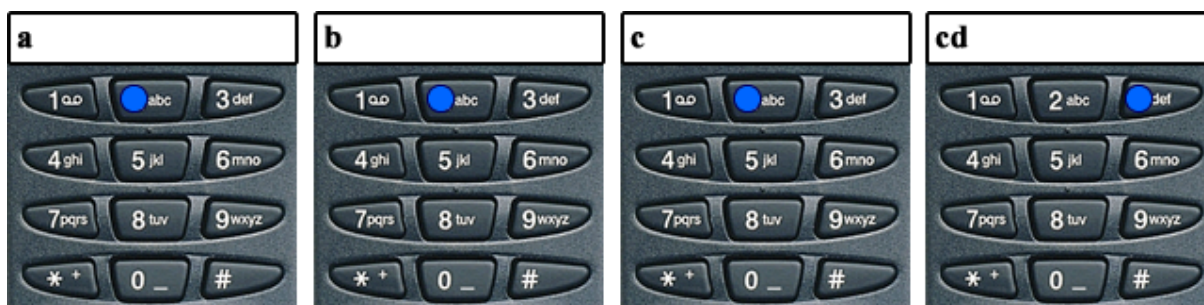 a
b
c
cd
1 abc 3 def
1 abc 3 def
1 abc 3 def
1 2 abc def
4 ghi 5 jkl 6 mno
4 ghi 5 jkl 6 mno
4 ghi 5 jkl 6 mno
4 ghi 5 jkl 6 mno
7 pqrs 8 tuv 9 wxyz
7 pqrs 8 tuv 9 wxyz
7 pqrs 8 tuv 9 wxyz
7 pqrs 8 tuv 9 wxyz
* + 0 _ #
* + 0 _ #
* + 0 _ #
* + 0 _ #